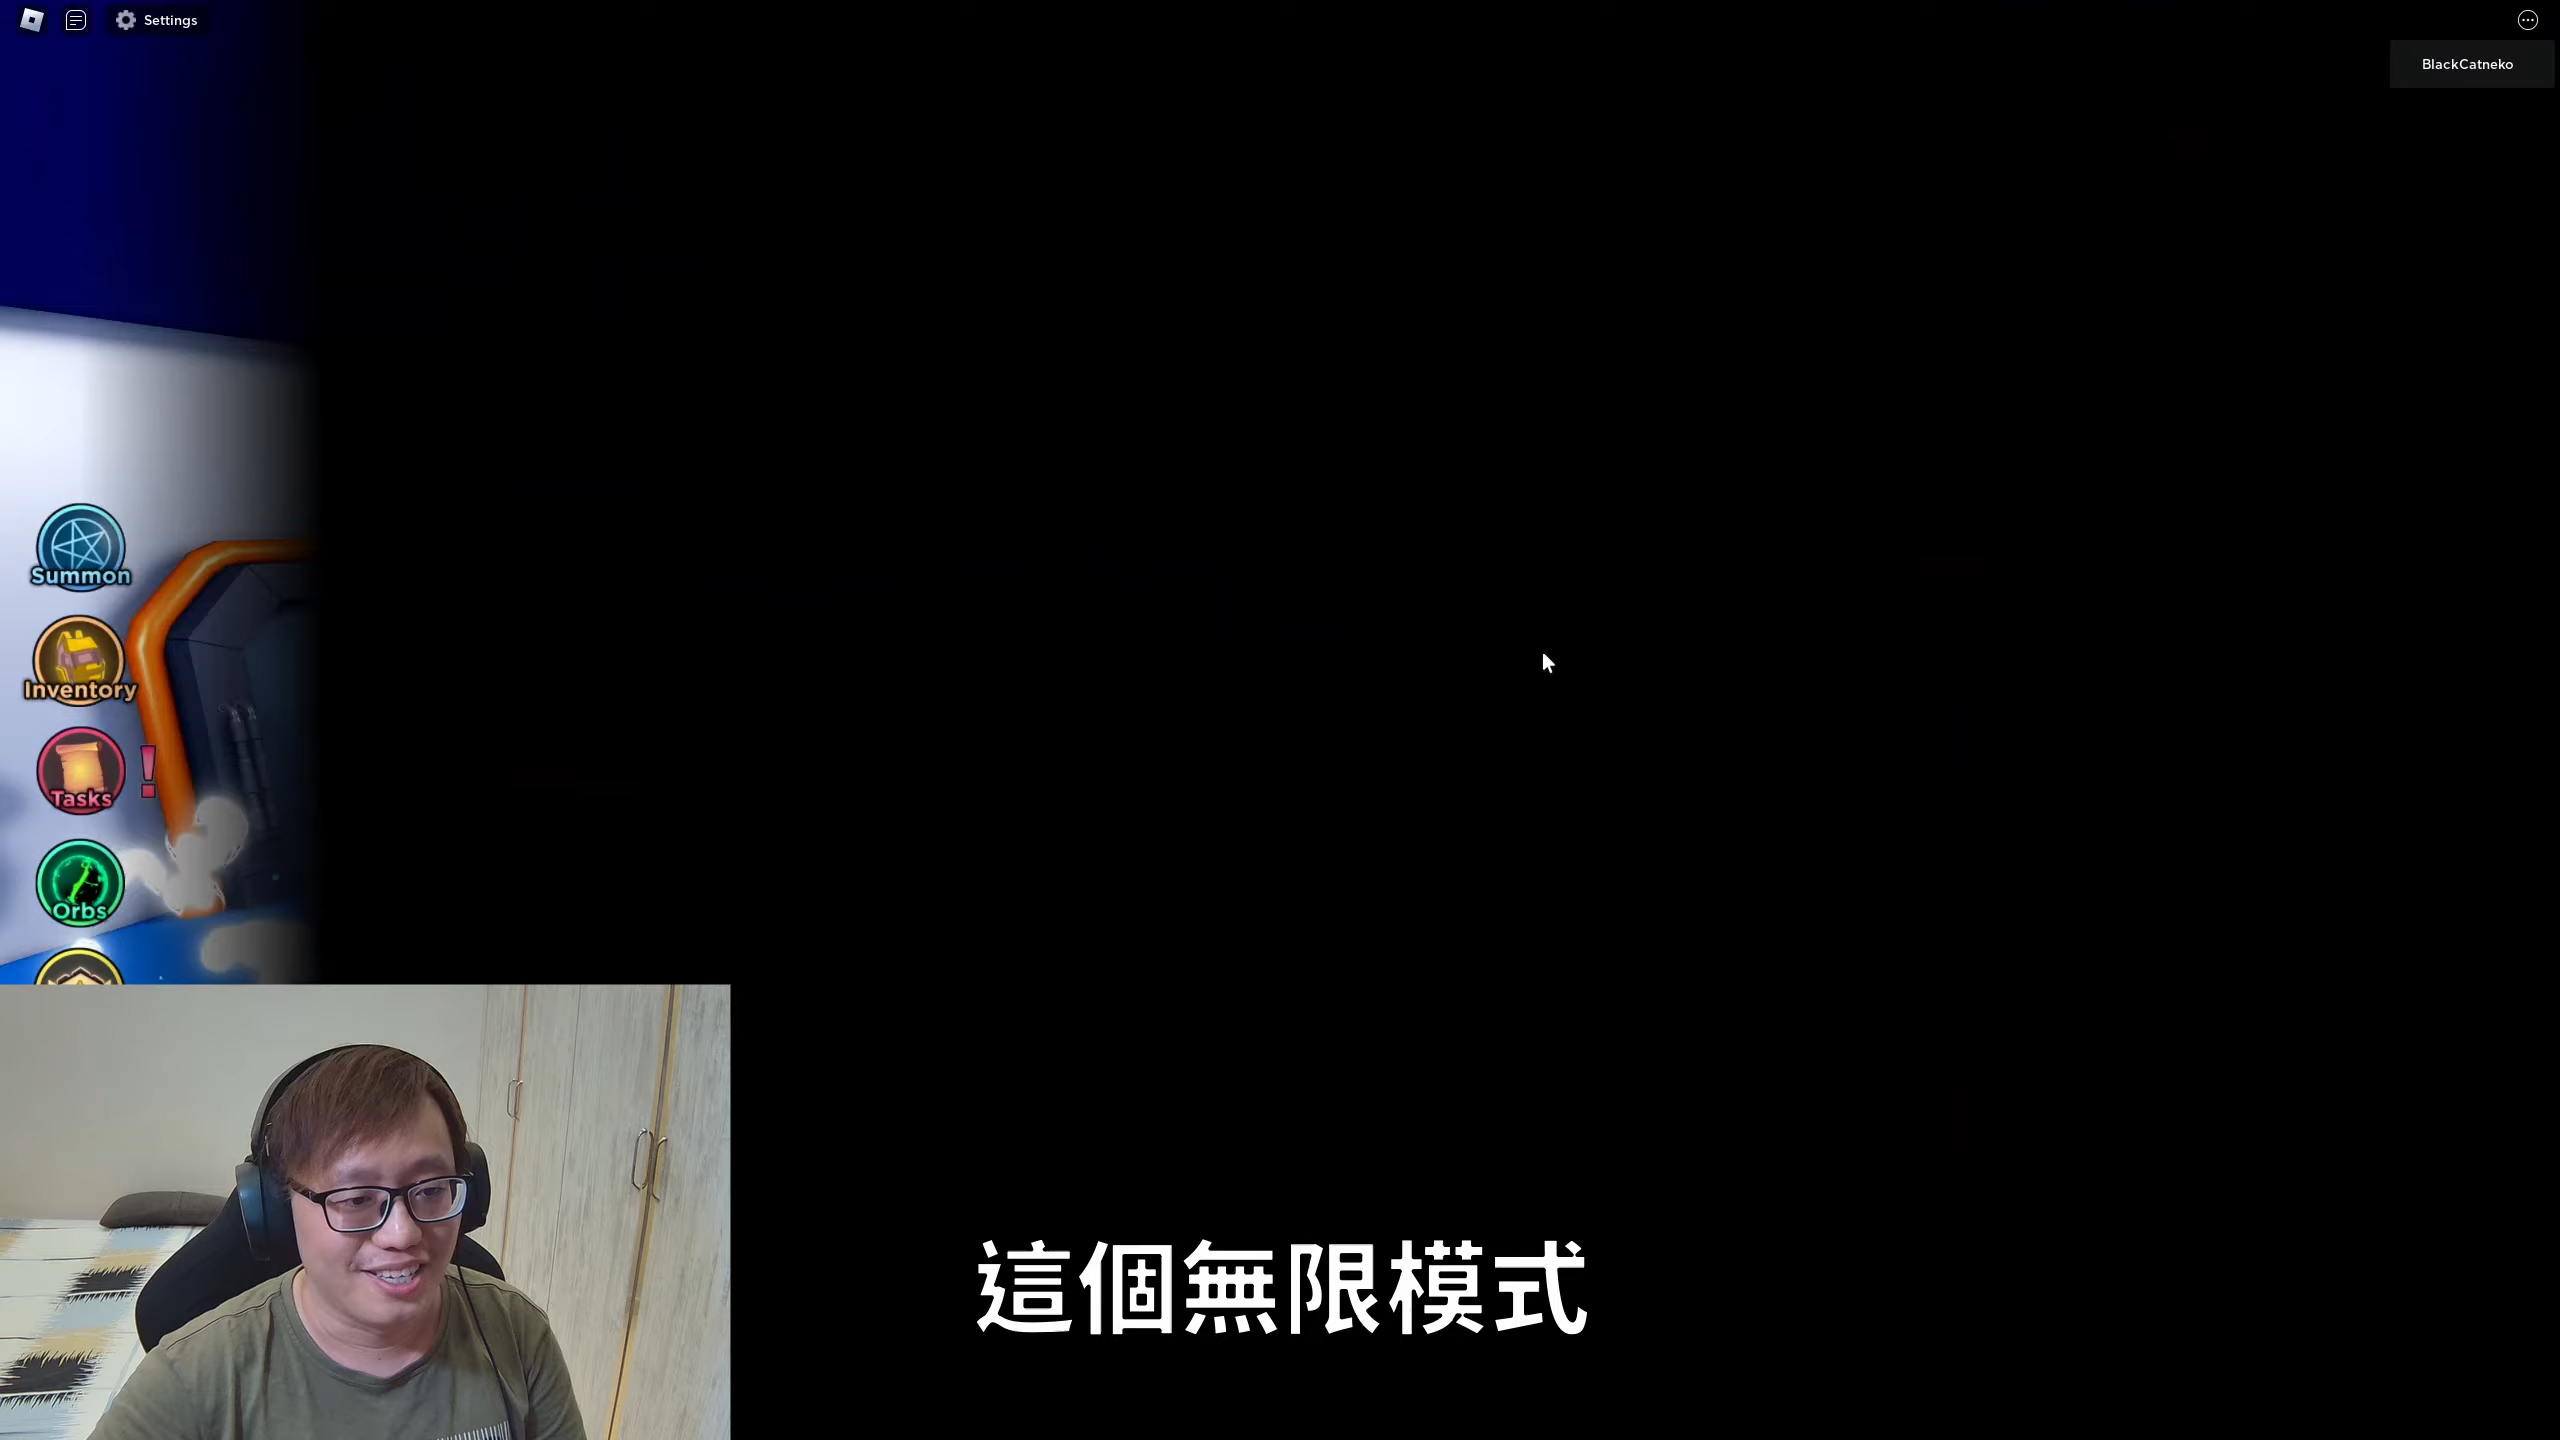 Settings
BlackCatneko
Summon
Inventory
Tasks
!
Orbs
這個無限模式